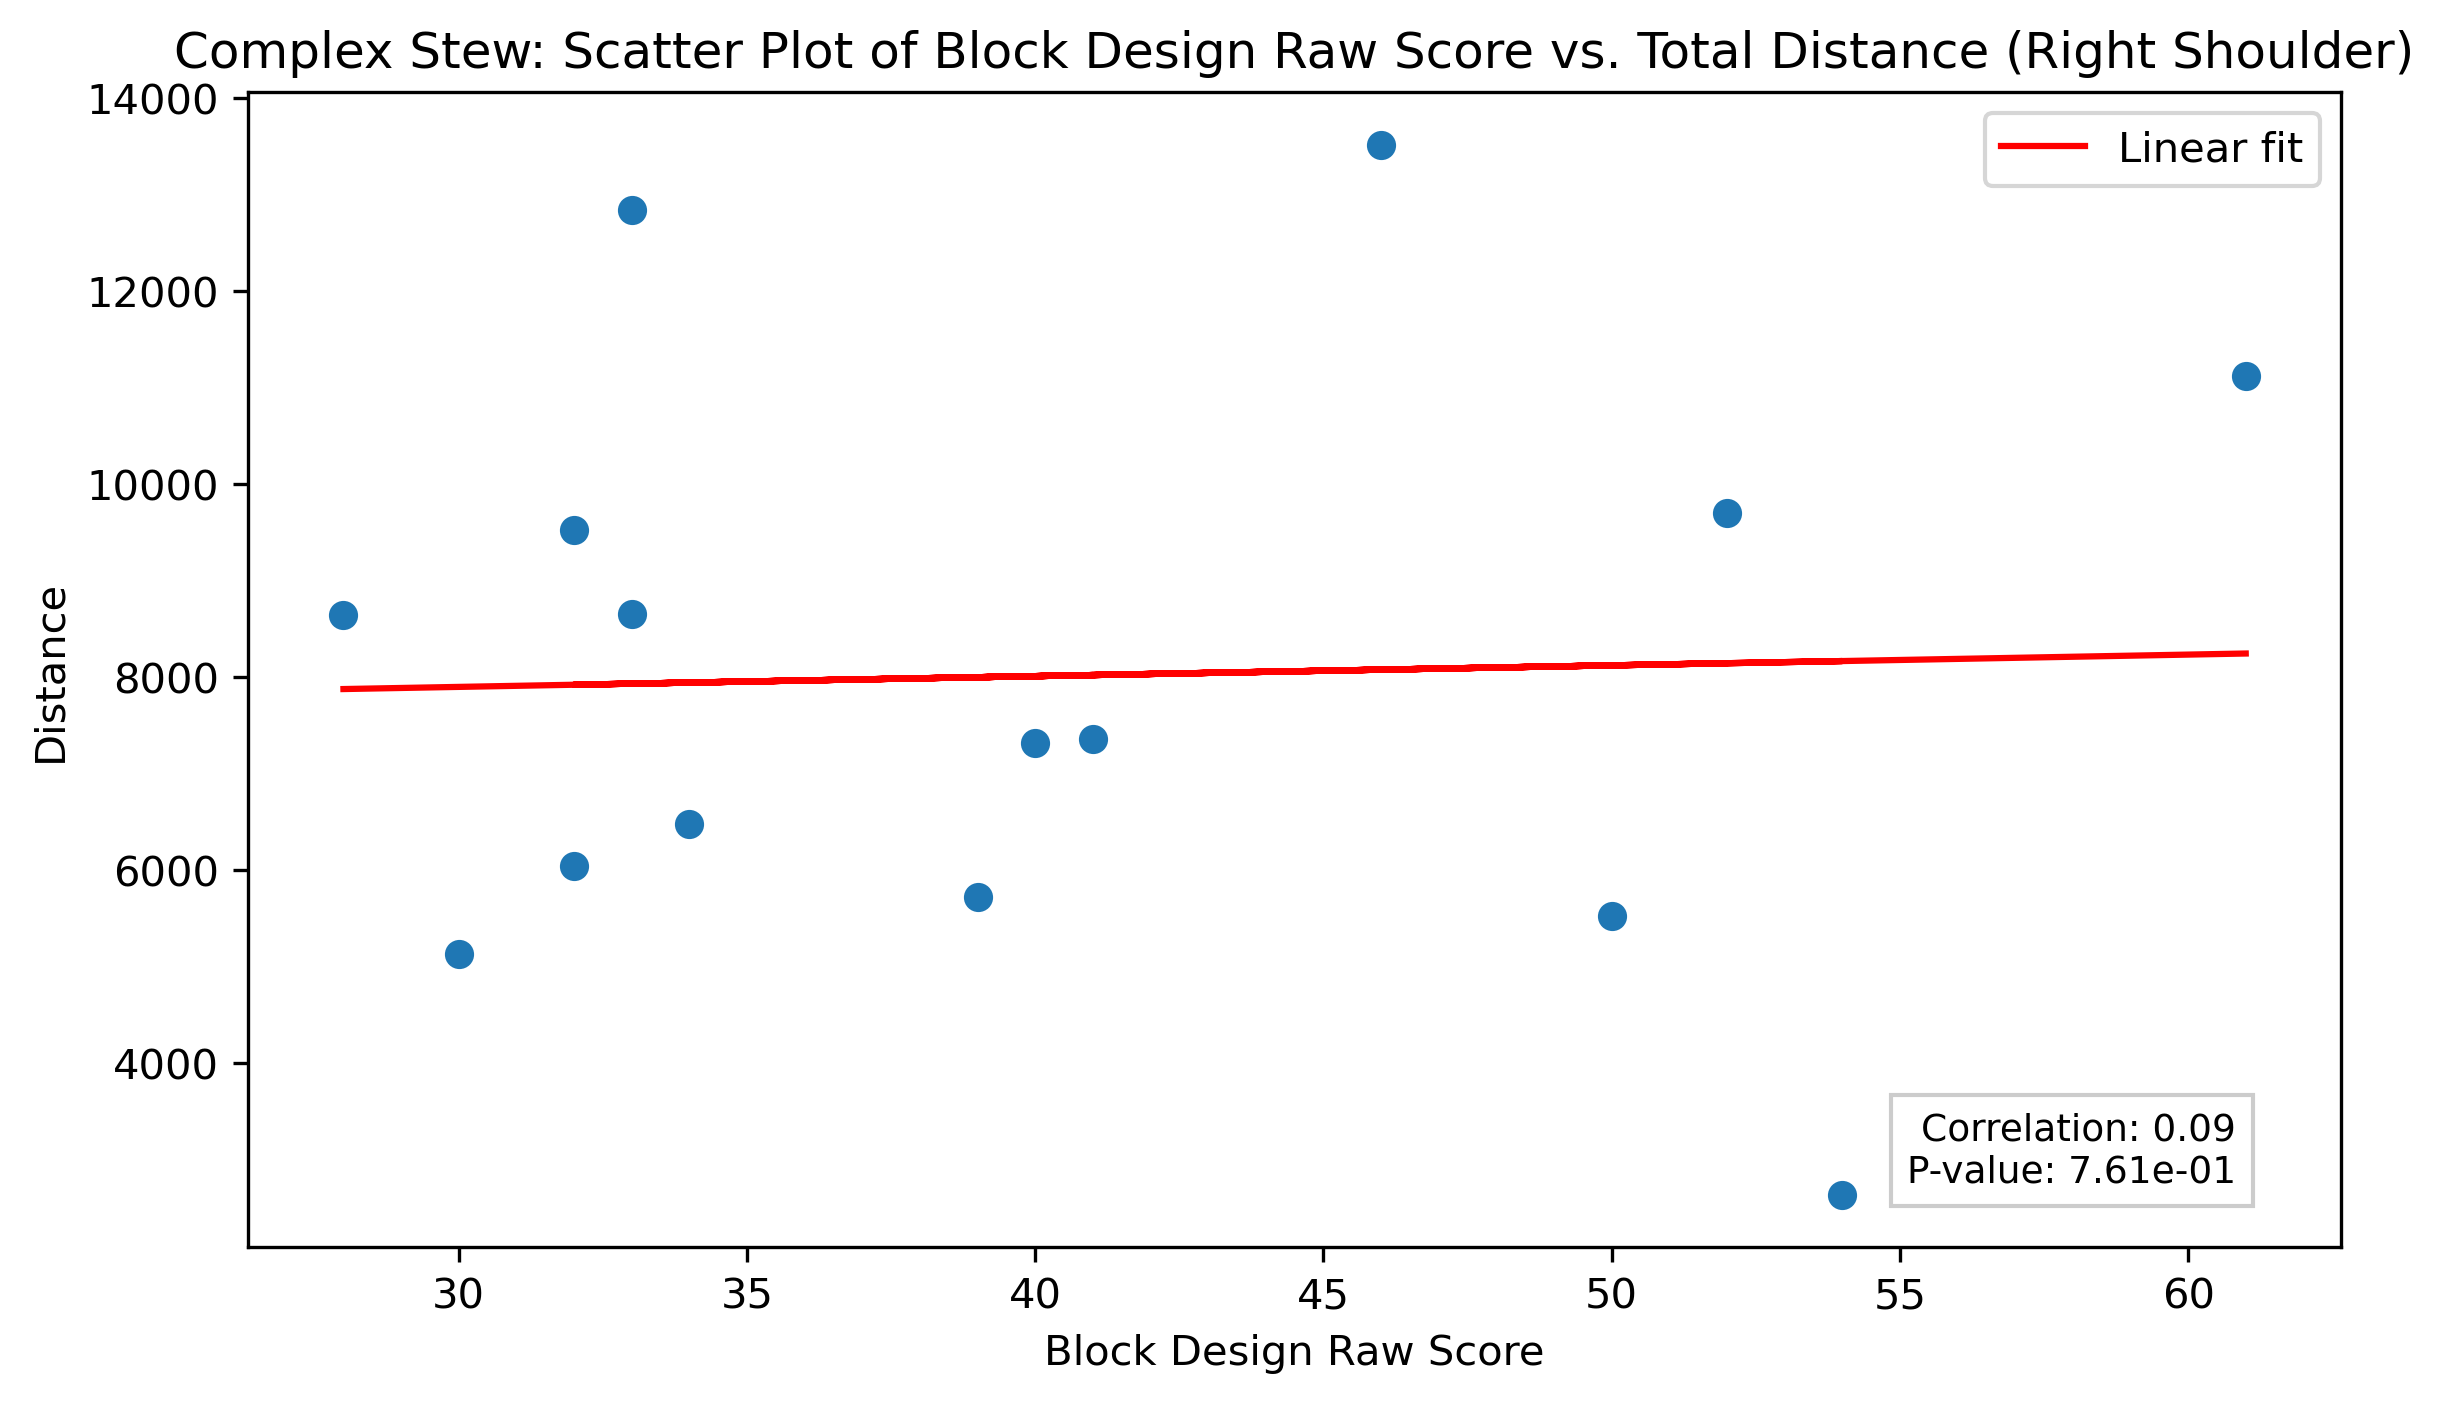 Complex Stew: Scatter Plot of Block Design Raw Score vs. Total Distance (Right Shoulder)
14000
12000
10000
8000
6000
4000
Distance
Linear fit
Correlation: 0.09
P-value: 7.61e-01
30 35 40 45 50 55 60
Block Design Raw Score